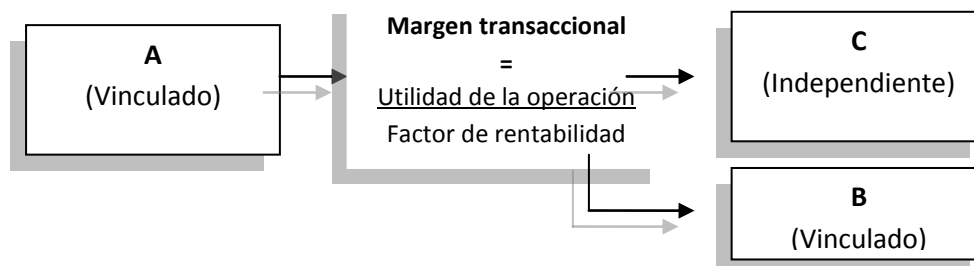 A
(Vinculado)
Margen transaccional
=
Utilidad de la operación
Factor de rentabilidad
C
(Independiente)
B
(Vinculado)